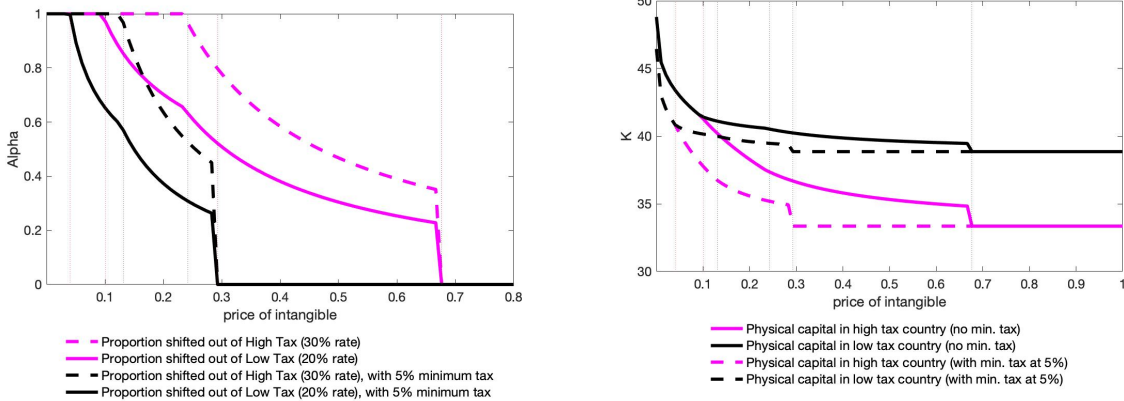 1
0.8
0.6
0.4
0.2
0
Alpha
0.1
0.2
0.3
0.4
0.5
0.6
0.7
0.8
price of intangible
Proportion shifted out of High Tax (30% rate)
Proportion shifted out of Low Tax (20% rate)
Proportion shifted out of High Tax (30% rate), with 5% minimum tax
Proportion shifted out of Low Tax (20% rate), with 5% minimum tax
50
45
40
35
30
K
0.1
0.2
0.3
0.4
0.5
0.6
0.7
0.8
0.9
1
price of intangible
Physical capital in high tax country (no min. tax)
Physical capital in low tax country (no min. tax)
Physical capital in high tax country (with min. tax at 5%)
Physical capital in low tax country (with min. tax at 5%)